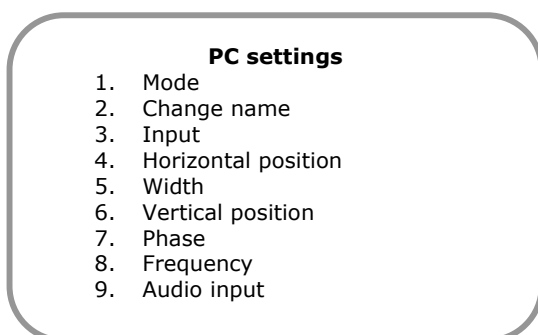 PC settings
1. Mode
2. Change name
3. Input
4. Horizontal position
5. Width
6. Vertical position
7. Phase
8. Frequency
9. Audio input